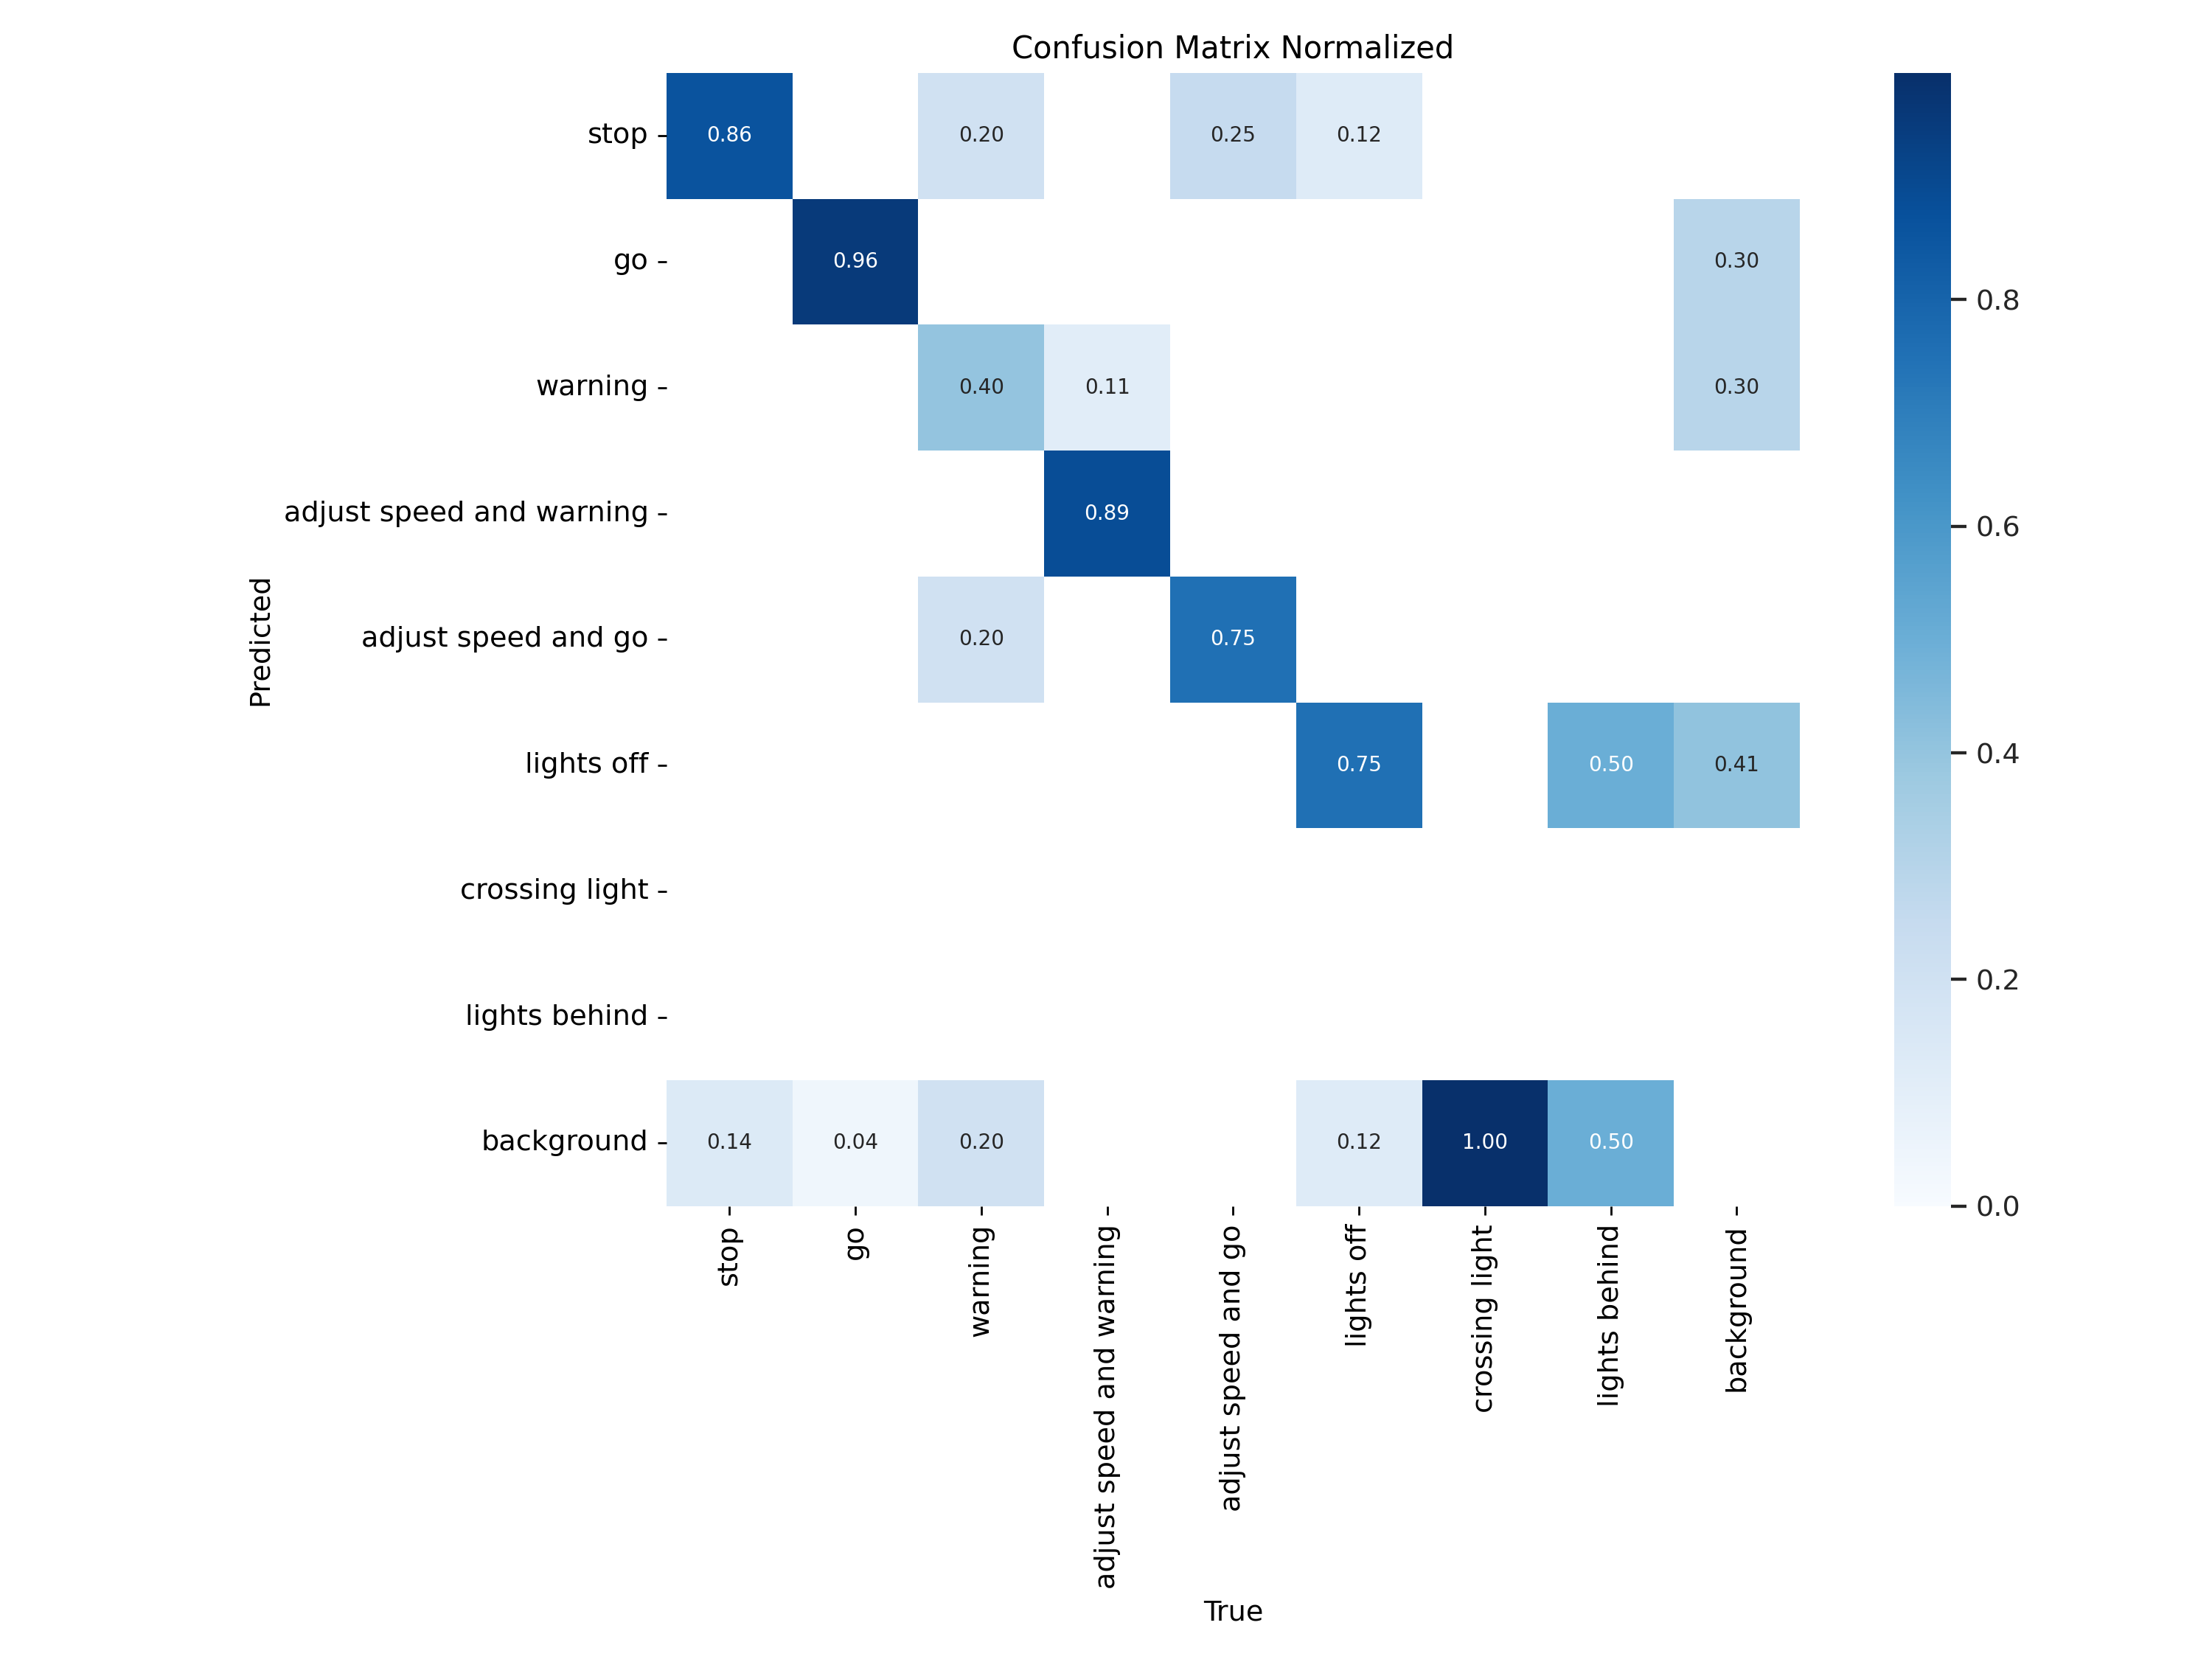 Confusion Matrix Normalized
stop 0.86 0.20 0.25 0.12
go 0.96 0.30
0.8
warning 0.40 0.11 0.30
adjust speed and warning 0.89
0.6
Predicted
adjust speed and go 0.20 0.75
lights off 0.75 0.50 0.41
0.4
crossing light
0.2
lights behind
background 0.14 0.04 0.20 0.12 1.00 0.50
0.0
stop
go
warning
adjust speed and warning
adjust speed and go
lights off
crossing light
lights behind
background
True